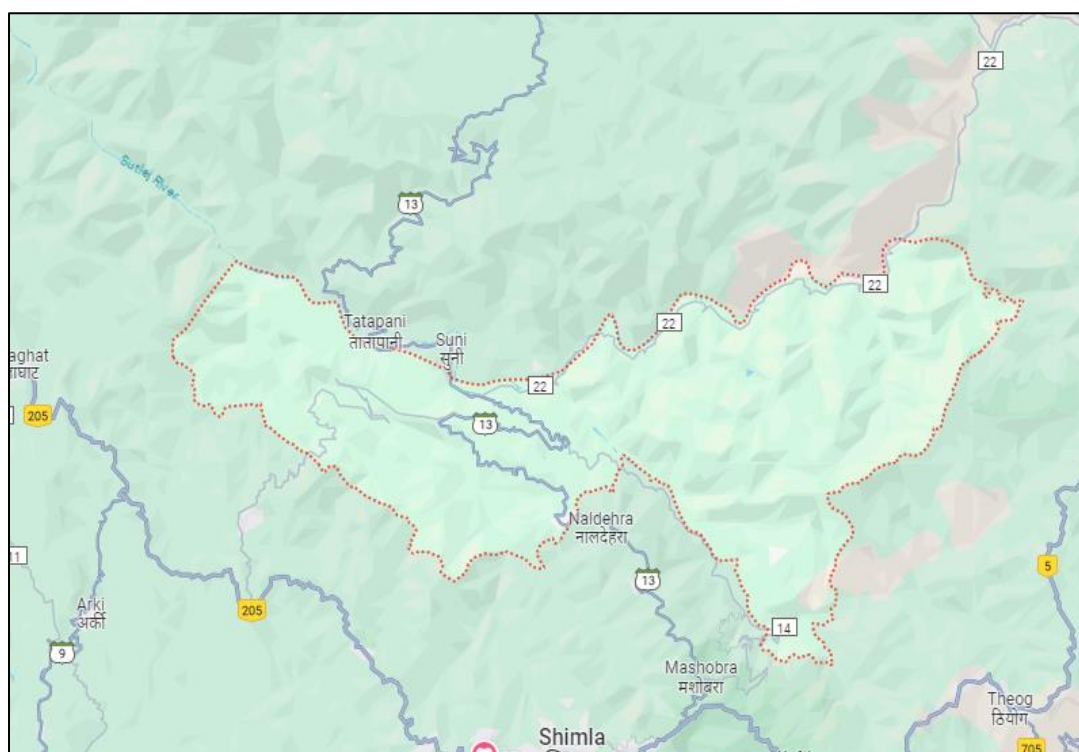 22
Sutlej River
13
22
Tatapani
तातापानी
22
Suni
सुनी
22
205
13
Naldehra
नालदेहरा
11
13
5
Arki
अर्की
205
14
9
Mashobra
मशोबरा
Theog
ठियोग
Shimla
705